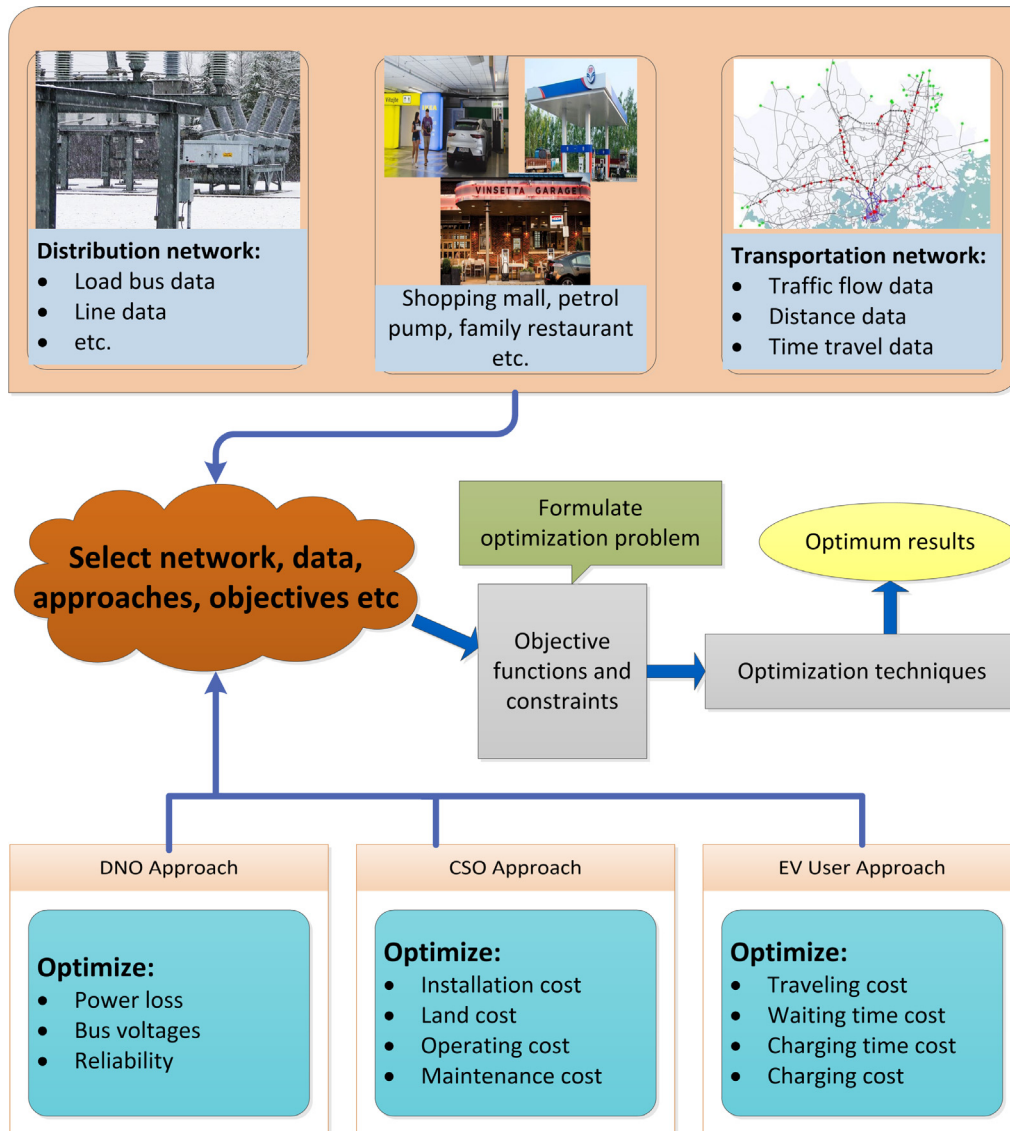 VINSETTA GARAGE
Distribution network:
• Load bus data
• Line data
• etc.
Shopping mall, petrol
pump, family restaurant
etc.
Transportation network:
• Traffic flow data
• Distance data
• Time travel data
Select network, data,
approaches, objectives etc
Formulate
optimization problem
Objective
functions and
constraints
Optimization techniques
Optimum results
DNO Approach
Optimize:
• Power loss
• Bus voltages
• Reliability
CSO Approach
Optimize:
• Installation cost
• Land cost
• Operating cost
• Maintenance cost
EV User Approach
Optimize:
• Traveling cost
• Waiting time cost
• Charging time cost
• Charging cost